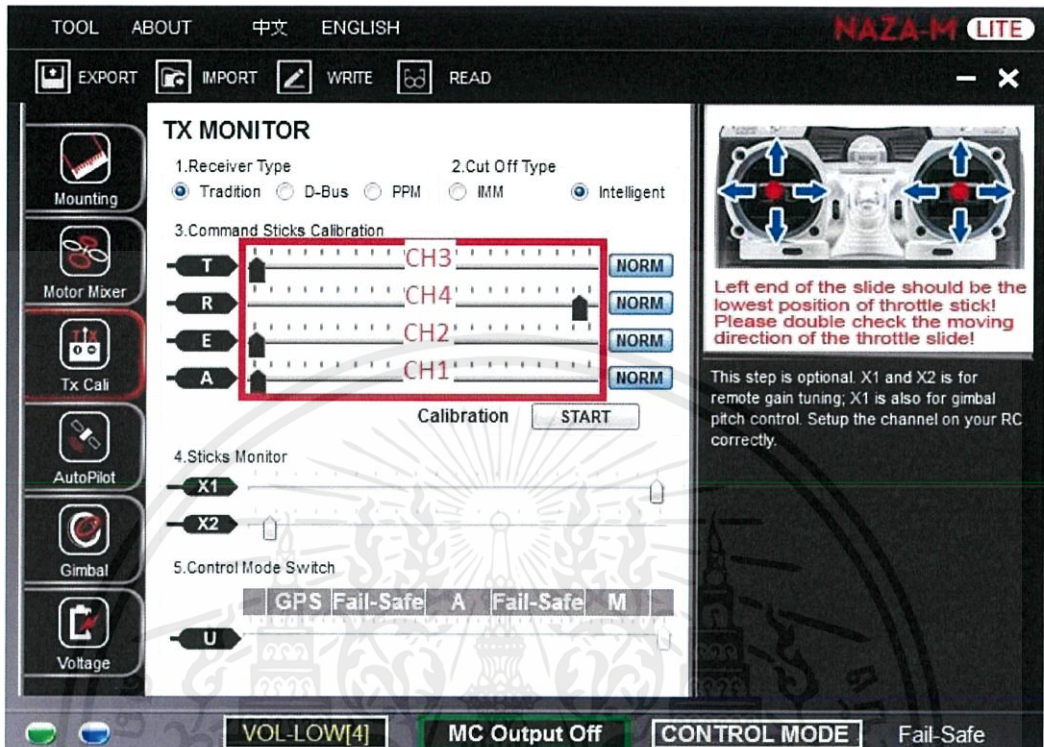 TOOL ABOUT 中文 ENGLISH
NAZA-M LITE
EXPORT IMPORT WRITE READ
Mounting
Motor Mixer
Tx Cali
AutoPilot
Gimbal
Voltage
TX MONITOR
1.Receiver Type 2.Cut Off Type
Tradition D-Bus PPM IMM Intelligent
3.Command Sticks Calibration
T CH3 NORM
R CH4 NORM
E CH2 NORM
A CH1 NORM
Calibration START
4.Sticks Monitor
X1
X2
5.Control Mode Switch
GPS Fail-Safe A Fail-Safe M
U
Left end of the slide should be the
lowest position of throttle stick!
Please double check the moving
direction of the throttle slide!
This step is optional. X1 and X2 is for
remote gain tuning; X1 is also for gimbal
pitch control. Setup the channel on your RC
correctly.
VOL-LOW[4] MC Output Off CONTROL MODE Fail-Safe